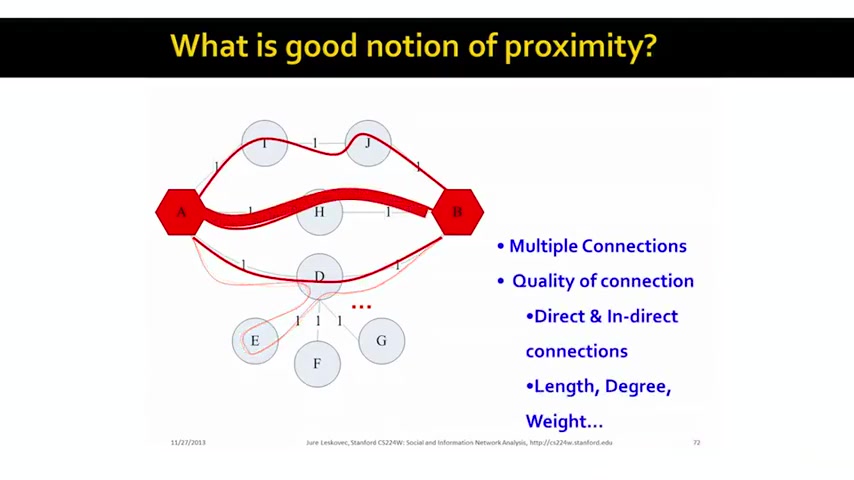 What is good notion of proximity?
I
1
J
1
1
A
1
H
1
B
1
D
1
...
1
1
1
E
F
G
• Multiple Connections
• Quality of connection
•Direct & In-direct
connections
•Length, Degree,
Weight...
11/27/2013
Jure Leskovec, Stanford CS224W: Social and Information Network Analysis, http://cs224w.stanford.edu
72